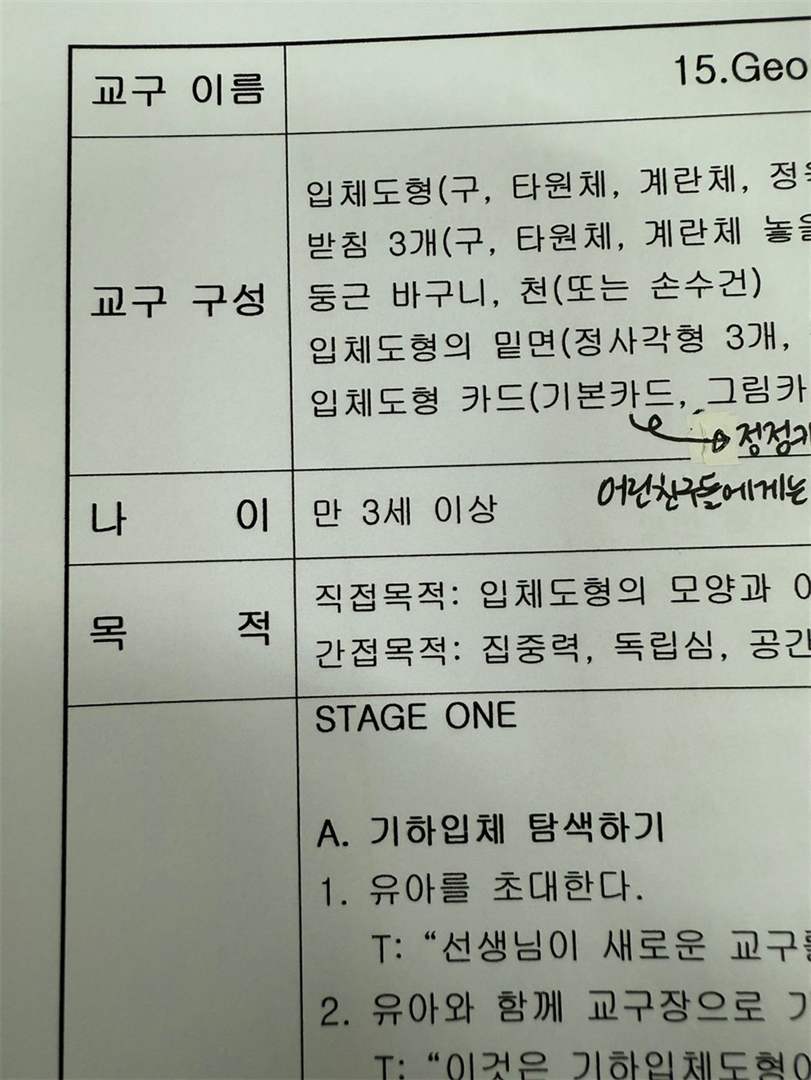 교구 이름
15.Geo
교구 구성
입체도형(구, 타원체, 계란체,
받침 3개(구, 타원체, 계란체 놓을
둥근 바구니, 천(또는 손수건)
입체도형의 밑면(정사각형 3개,
입체도형 카드(기본카드, 그림카
정정카
어린친구들에게는
나 이
만 3세 이상
목 적
직접목적: 입체도형의 모양과
간접목적: 집중력, 독립심, 공간
STAGE ONE
A. 기하입체 탐색하기
1. 유아를 초대한다.
T: “선생님이 새로운 교구를
2. 유아와 함께 교구장으로
T: “이것은 기하입체도형이